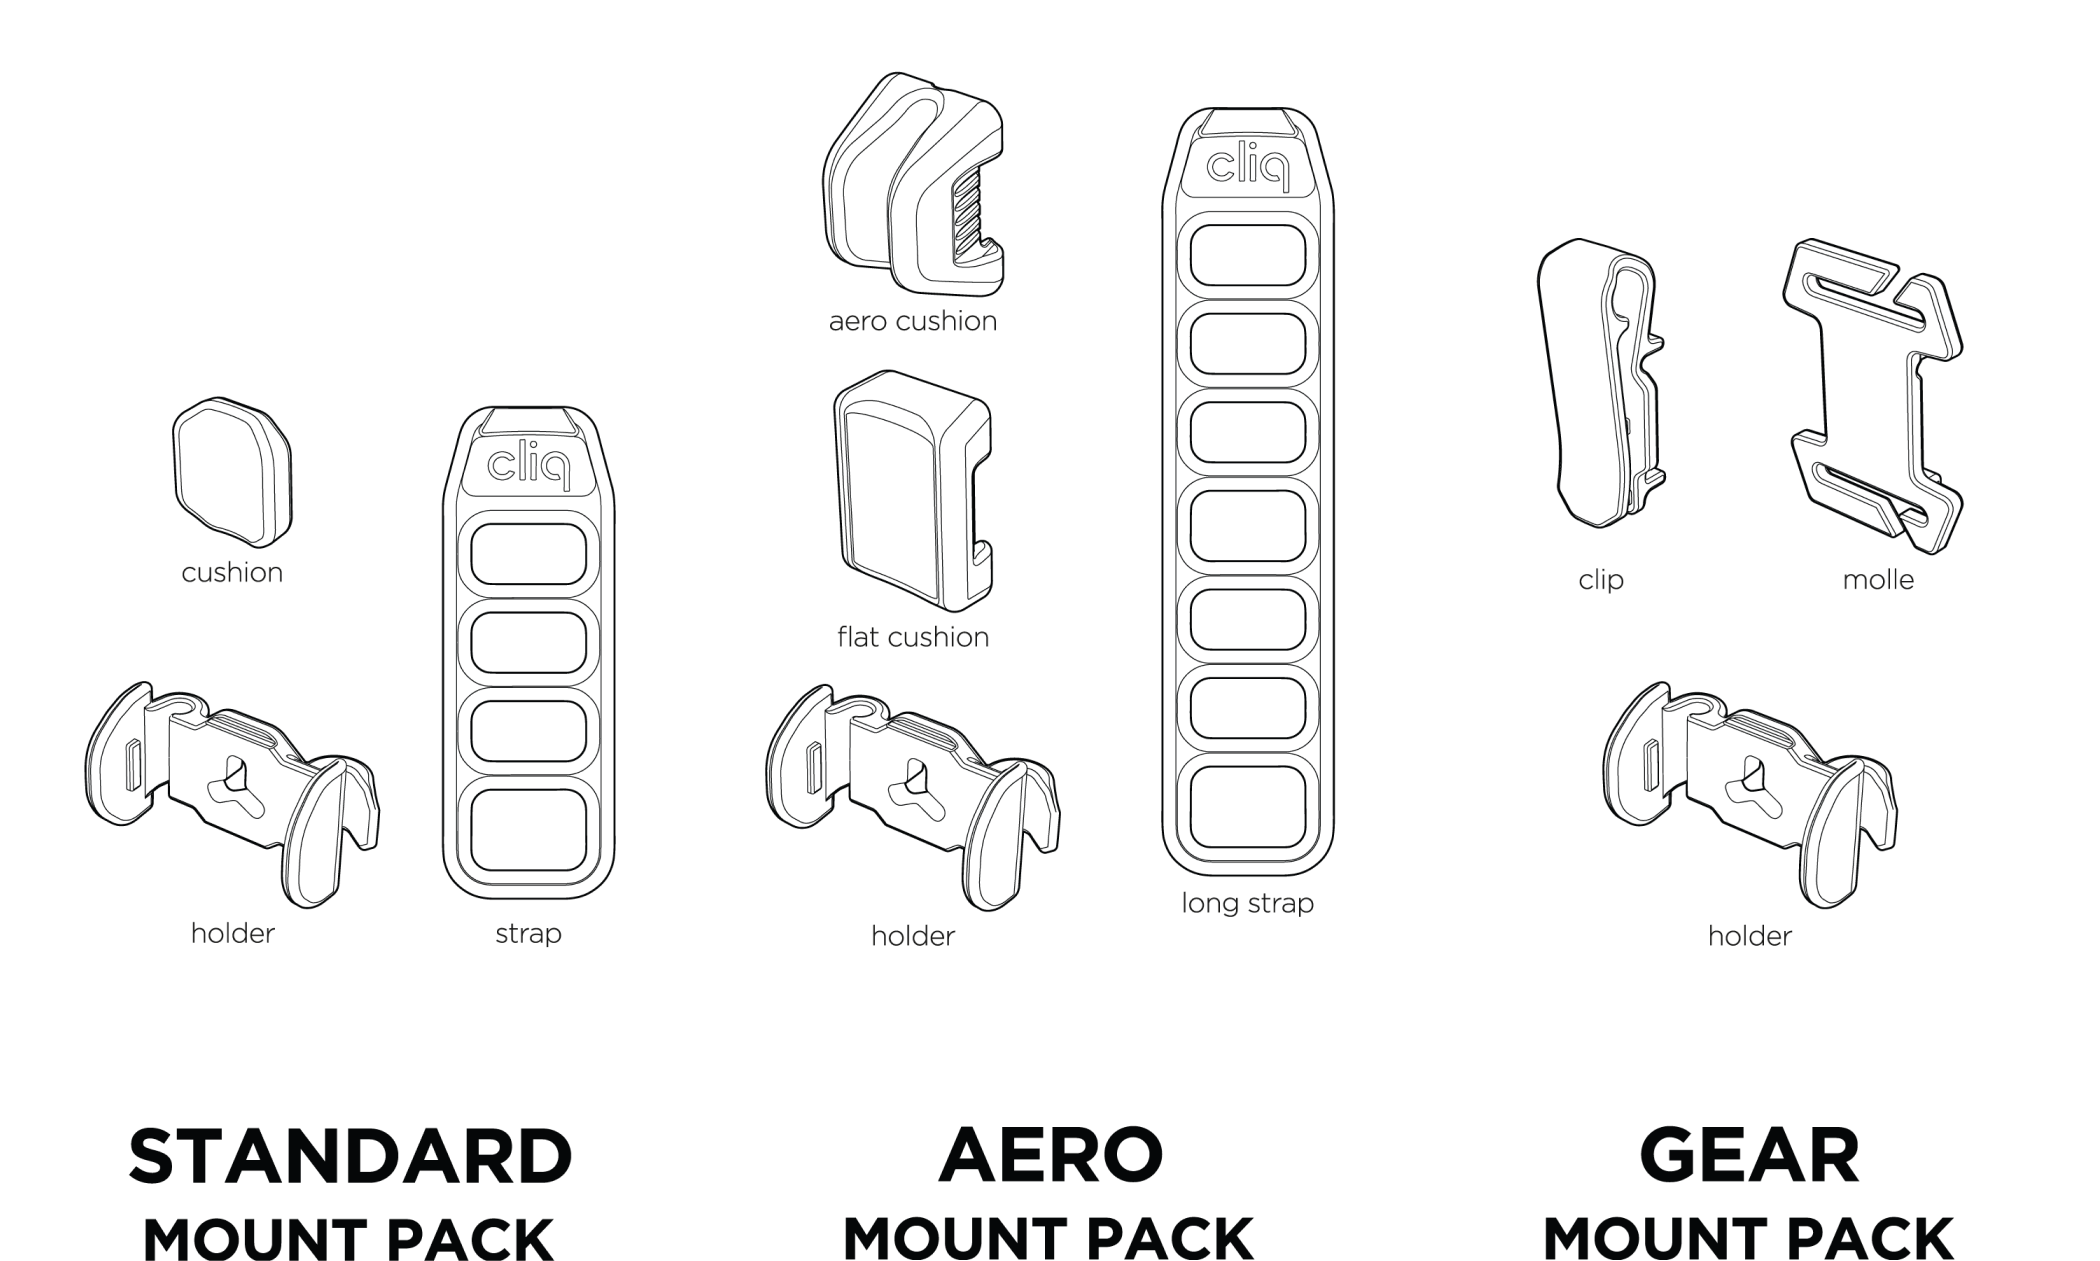 cliq
cushion
holder
strap
STANDARD
MOUNT PACK
aero cushion
flat cushion
holder
cliq
long strap
AERO
MOUNT PACK
clip
molle
holder
GEAR
MOUNT PACK